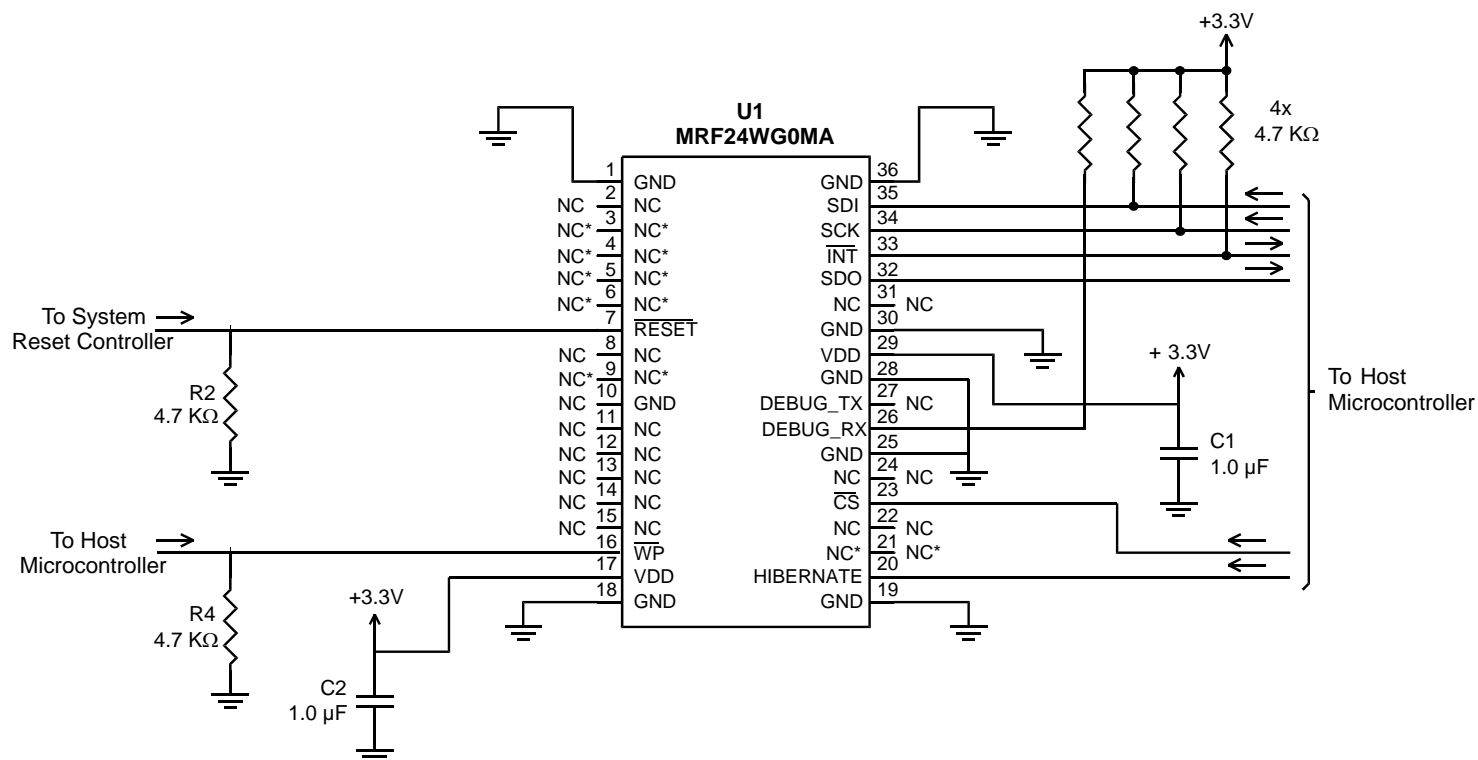 +3.3V
4x
4.7 KΩ
U1
MRF24WG0MA
1 GND GND 36
NC 2 NC SDI 35
NC* 3 NC* SCK 34
NC* 4 NC* INT 33
NC* 5 NC* SDO 32
NC* 6 NC* NC 31 NC
7 RESET GND 30
NC 8 NC VDD 29
NC* 9 NC* GND 28
NC 10 GND DEBUG_TX 27 NC
NC 11 NC DEBUG_RX 26
NC 12 NC GND 25
NC 13 NC NC 24 NC
NC 14 NC CS 23
NC 15 NC NC 22 NC
16 WP NC* 21 NC*
17 VDD HIBERNATE 20
18 GND GND 19
To System
Reset Controller
R2
4.7 KΩ
To Host
Microcontroller
R4
4.7 KΩ
+3.3V
C2
1.0 µF
+ 3.3V
C1
1.0 µF
To Host
Microcontroller